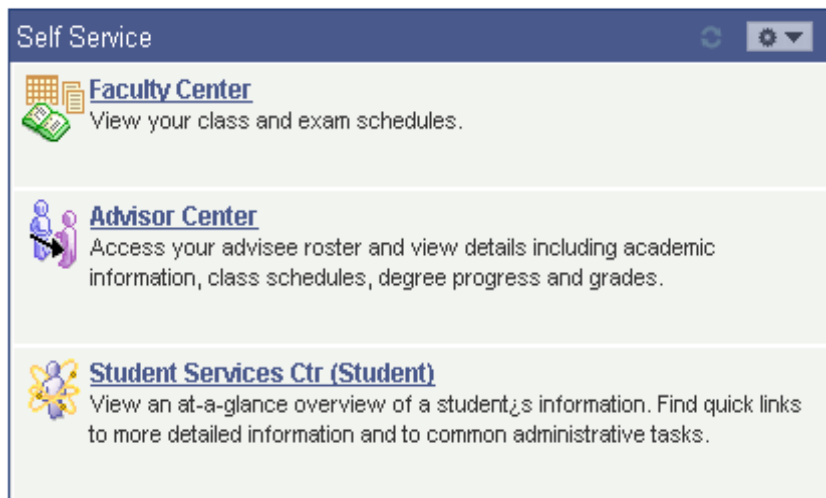 Self Service
Faculty Center
View your class and exam schedules.
Advisor Center
Access your advisee roster and view details including academic
information, class schedules, degree progress and grades.
Student Services Ctr (Student)
View an at-a-glance overview of a student¿s information. Find quick links
to more detailed information and to common administrative tasks.